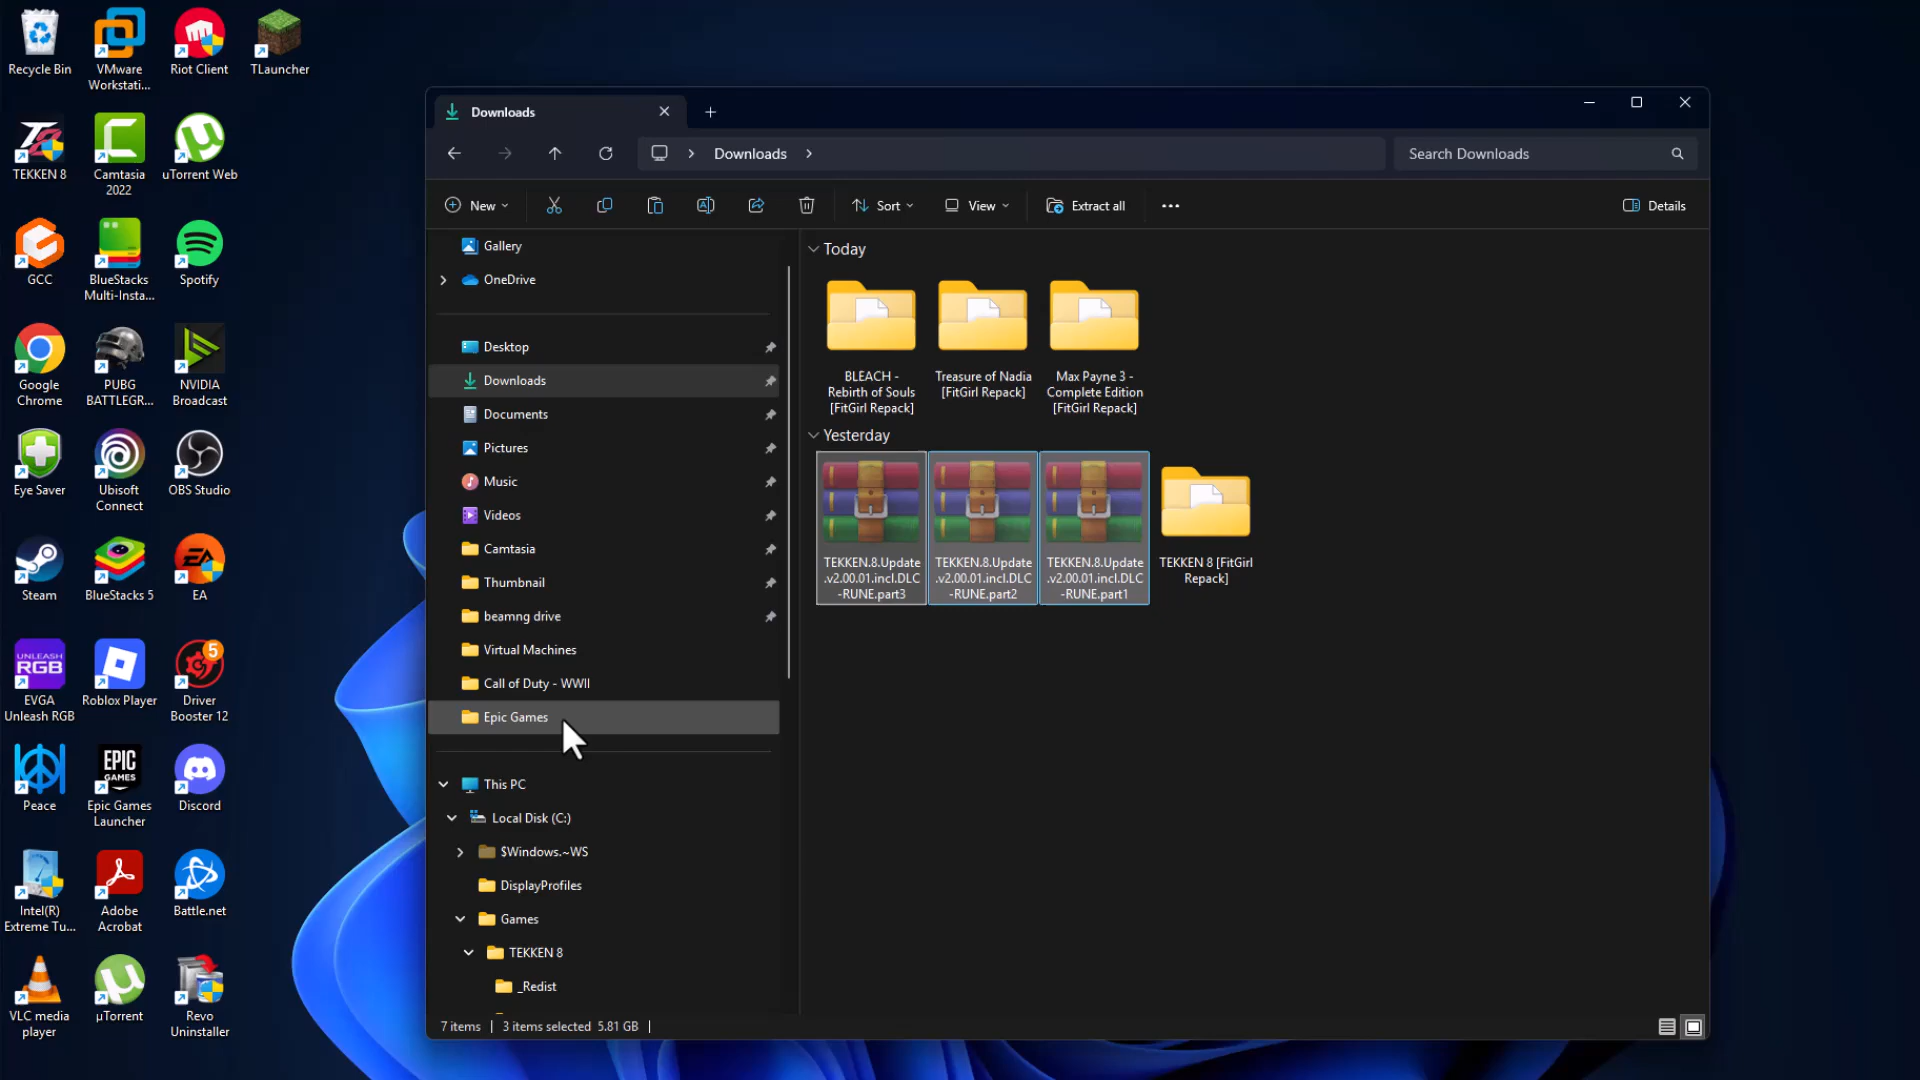 Recycle Bin
VMware
Workstati...
Riot Client
TLauncher
TEKKEN 8
Camtasia
2022
uTorrent Web
GCC
BlueStacks
Multi-Insta...
Spotify
Google
Chrome
PUBG
BATTLEGR...
NVIDIA
Broadcast
Eye Saver
Ubisoft
Connect
OBS Studio
Steam
BlueStacks 5
EA
EA
UNLEASH
RGB
EVGA
Unleash RGB
Roblox Player
5
Driver
Booster 12
Peace
EPIC
GAMES
Epic Games
Launcher
Discord
Intel(R)
Extreme Tu...
Adobe
Acrobat
Battle.net
VLC media
player
µTorrent
Revo
Uninstaller
Downloads
Downloads
Search Downloads
New
Sort
View
Extract all
Details
Gallery
OneDrive
Desktop
Downloads
Documents
Pictures
Music
Videos
Camtasia
Thumbnail
beamng drive
Virtual Machines
Call of Duty - WWII
Epic Games
This PC
Local Disk (C:)
$Windows.~WS
DisplayProfiles
Games
TEKKEN 8
_Redist
Today
BLEACH -
Rebirth of Souls
[FitGirl Repack]
Treasure of Nadia
[FitGirl Repack]
Max Payne 3 -
Complete Edition
[FitGirl Repack]
Yesterday
TEKKEN.8.Update
.v2.00.01.incl.DLC
-RUNE.part3
TEKKEN.8.Update
.v2.00.01.incl.DLC
-RUNE.part2
TEKKEN.8.Update
.v2.00.01.incl.DLC
-RUNE.part1
TEKKEN 8 [FitGirl
Repack]
7 items
3 items selected 5.81 GB